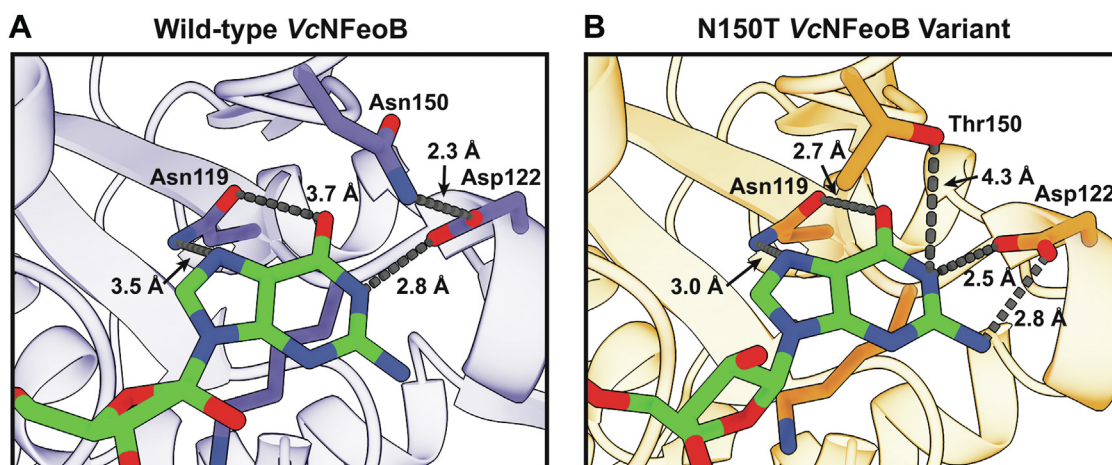 A Wild-type VcNFeoB
Asn150
2.3 Å
Asn119
3.7 Å
Asp122
3.5 Å
2.8 Å
B N150T VcNFeoB Variant
Thr150
2.7 Å
Asn119
4.3 Å
Asp122
3.0 Å
2.5 Å
2.8 Å